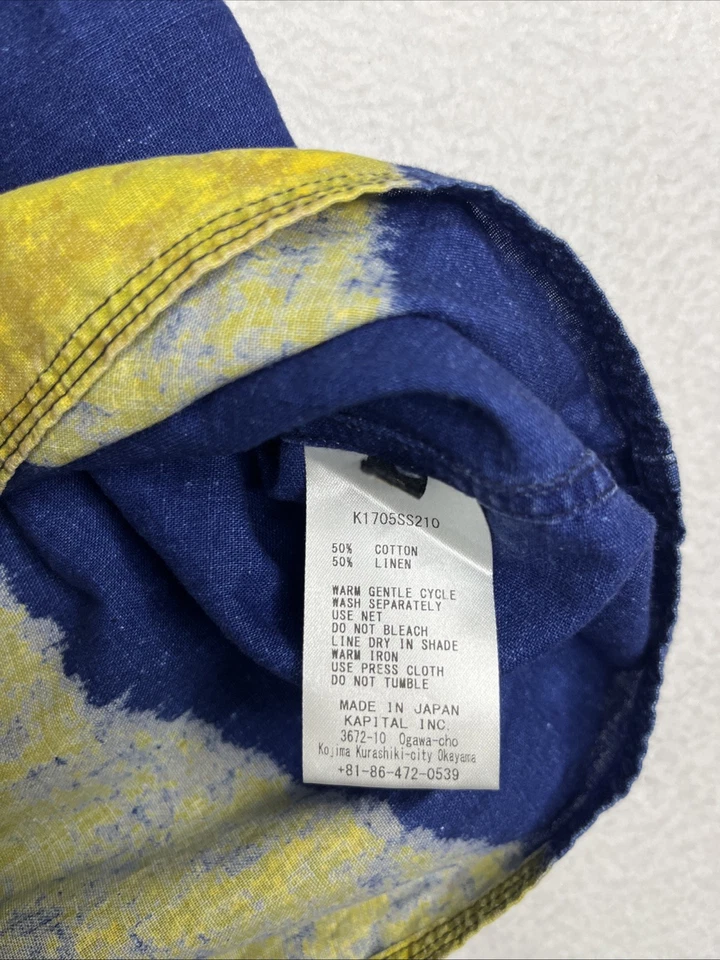 K1705SS210
50% COTTON
50% LINEN
WARM GENTLE CYCLE
WASH SEPARATELY
USE NET
DO NOT BLEACH
LINE DRY IN SHADE
WARM IRON
USE PRESS CLOTH
DO NOT TUMBLE
MADE IN JAPAN
KAPITAL INC.
3672-10 Ogawa-cho
Kojima Kurashiki-city Okayama
+81-86-472-0539